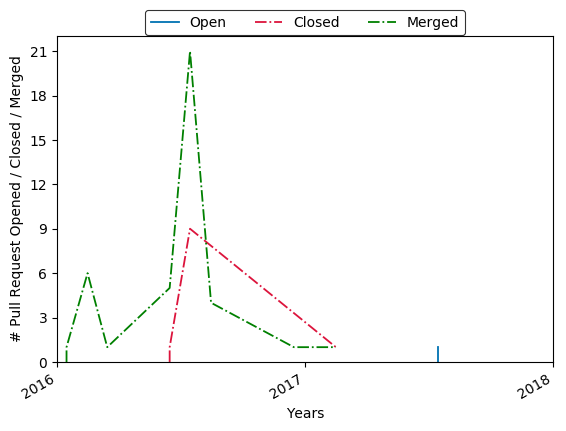 Open Closed Merged
# Pull Request Opened / Closed / Merged
21
18
15
12
9
6
3
0
2016 2017 2018
Years